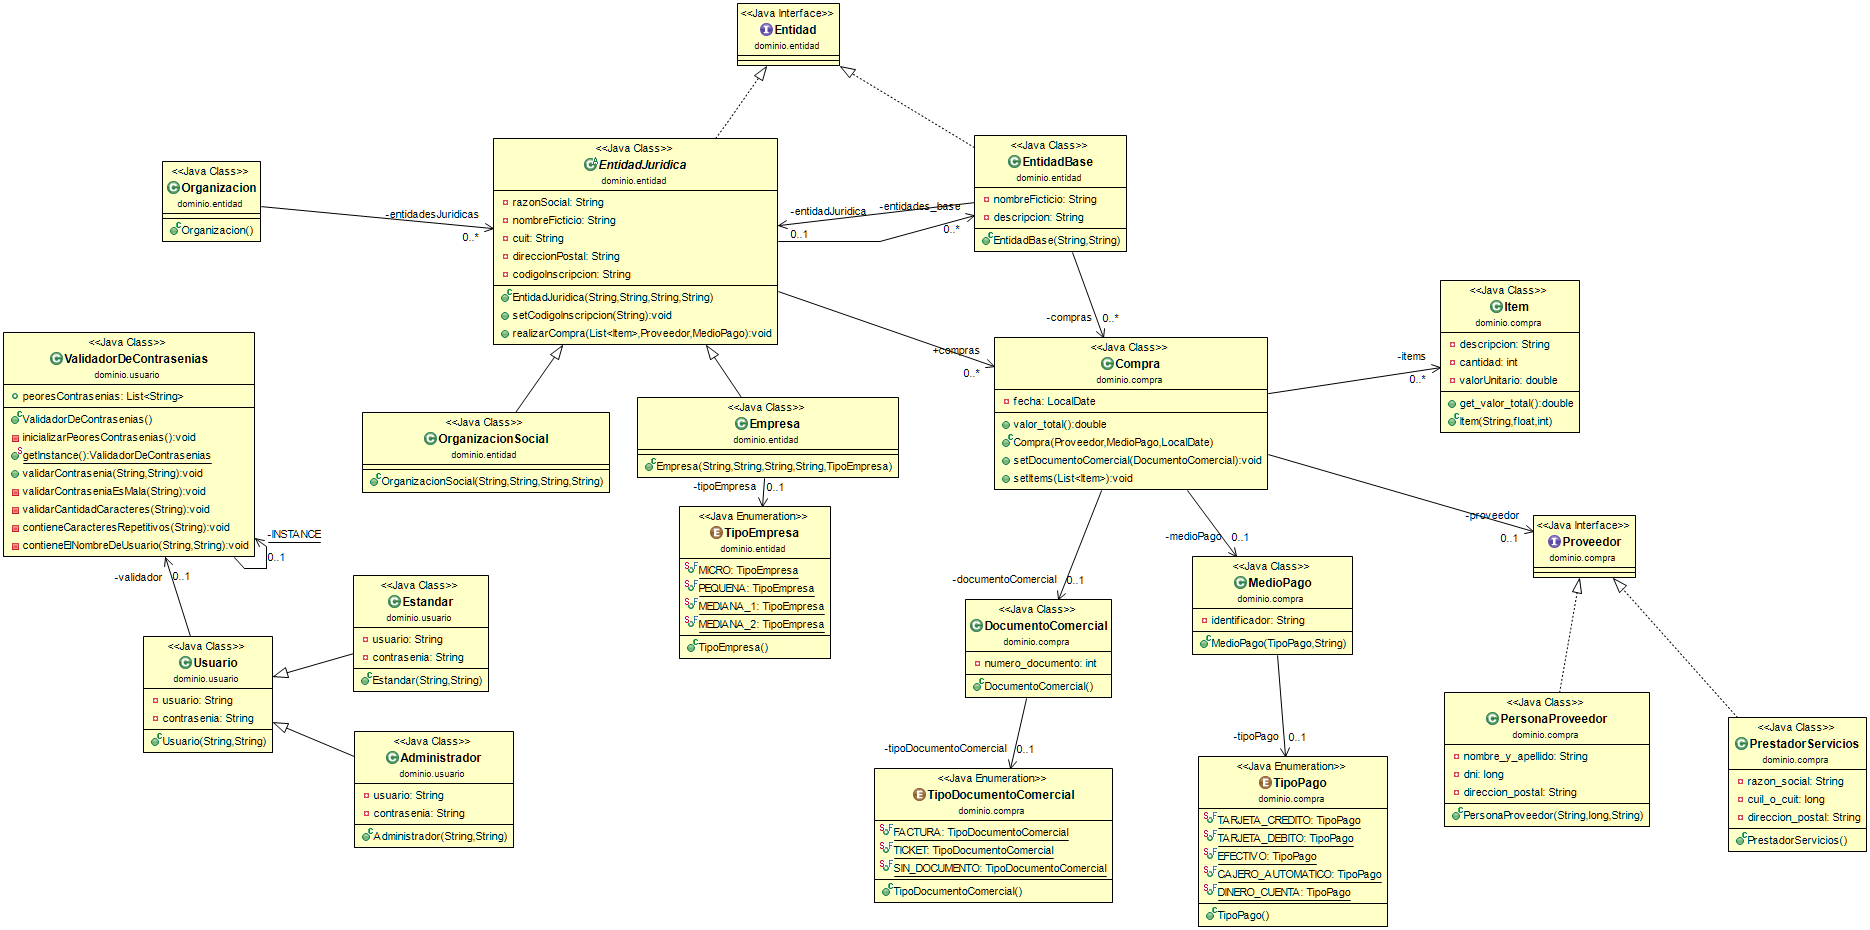 <<Java Interface>>
Entidad
dominio.entidad
<<Java Class>>
Organizacion
dominio.entidad
Organizacion()
-entidadesJuridicas
0..*
<<Java Class>>
EntidadJuridica
dominio.entidad
razonSocial: String
nombreFicticio: String
cuit: String
direccionPostal: String
codigoInscripcion: String
EntidadJuridica(String,String,String,String)
setCodigoInscripcion(String):void
realizarCompra(List<Item>,Proveedor,MedioPago):void
-entidadJuridica
0..1
-entidades_base
0..*
<<Java Class>>
EntidadBase
dominio.entidad
nombreFicticio: String
descripcion: String
EntidadBase(String,String)
-compras
0..*
+compras
0..*
<<Java Class>>
Item
dominio.compra
descripcion: String
cantidad: int
valorUnitario: double
get_valor_total():double
Item(String,float,int)
-items
0..*
<<Java Class>>
ValidadorDeContrasenias
dominio.usuario
peoresContrasenias: List<String>
ValidadorDeContrasenias()
inicializarPeoresContrasenias():void
getInstance():ValidadorDeContrasenias
validarContrasenia(String,String):void
validarContraseniaEsMala(String):void
validarCantidadCaracteres(String):void
contieneCaracteresRepetitivos(String):void
contieneElNombreDeUsuario(String,String):void
-INSTANCE
0..1
-validador
0..1
<<Java Class>>
OrganizacionSocial
dominio.entidad
OrganizacionSocial(String,String,String,String)
<<Java Class>>
Empresa
dominio.entidad
Empresa(String,String,String,String,TipoEmpresa)
-tipoEmpresa
0..1
<<Java Enumeration>>
TipoEmpresa
dominio.entidad
MICRO: TipoEmpresa
PEQUENA: TipoEmpresa
MEDIANA_1: TipoEmpresa
MEDIANA_2: TipoEmpresa
TipoEmpresa()
<<Java Class>>
Compra
dominio.compra
fecha: LocalDate
valor_total():double
Compra(Proveedor,MedioPago,LocalDate)
setDocumentoComercial(DocumentoComercial):void
setItems(List<Item>):void
-proveedor
0..1
-medioPago
0..1
-documentoComercial
0..1
<<Java Interface>>
Proveedor
dominio.compra
<<Java Class>>
Estandar
dominio.usuario
usuario: String
contrasenia: String
Estandar(String,String)
<<Java Class>>
Usuario
dominio.usuario
usuario: String
contrasenia: String
Usuario(String,String)
<<Java Class>>
Administrador
dominio.usuario
usuario: String
contrasenia: String
Administrador(String,String)
<<Java Class>>
DocumentoComercial
dominio.compra
numero_documento: int
DocumentoComercial()
-tipoDocumentoComercial
0..1
<<Java Enumeration>>
TipoDocumentoComercial
dominio.compra
FACTURA: TipoDocumentoComercial
TICKET: TipoDocumentoComercial
SIN_DOCUMENTO: TipoDocumentoComercial
TipoDocumentoComercial()
<<Java Class>>
MedioPago
dominio.compra
identificador: String
MedioPago(TipoPago,String)
-tipoPago
0..1
<<Java Enumeration>>
TipoPago
dominio.compra
TARJETA_CREDITO: TipoPago
TARJETA_DEBITO: TipoPago
EFECTIVO: TipoPago
CAJERO_AUTOMATICO: TipoPago
DINERO_CUENTA: TipoPago
TipoPago()
<<Java Class>>
PersonaProveedor
dominio.compra
nombre_y_apellido: String
dni: long
direccion_postal: String
PersonaProveedor(String,long,String)
<<Java Class>>
PrestadorServicios
dominio.compra
razon_social: String
cuil_o_cuit: long
direccion_postal: String
PrestadorServicios()